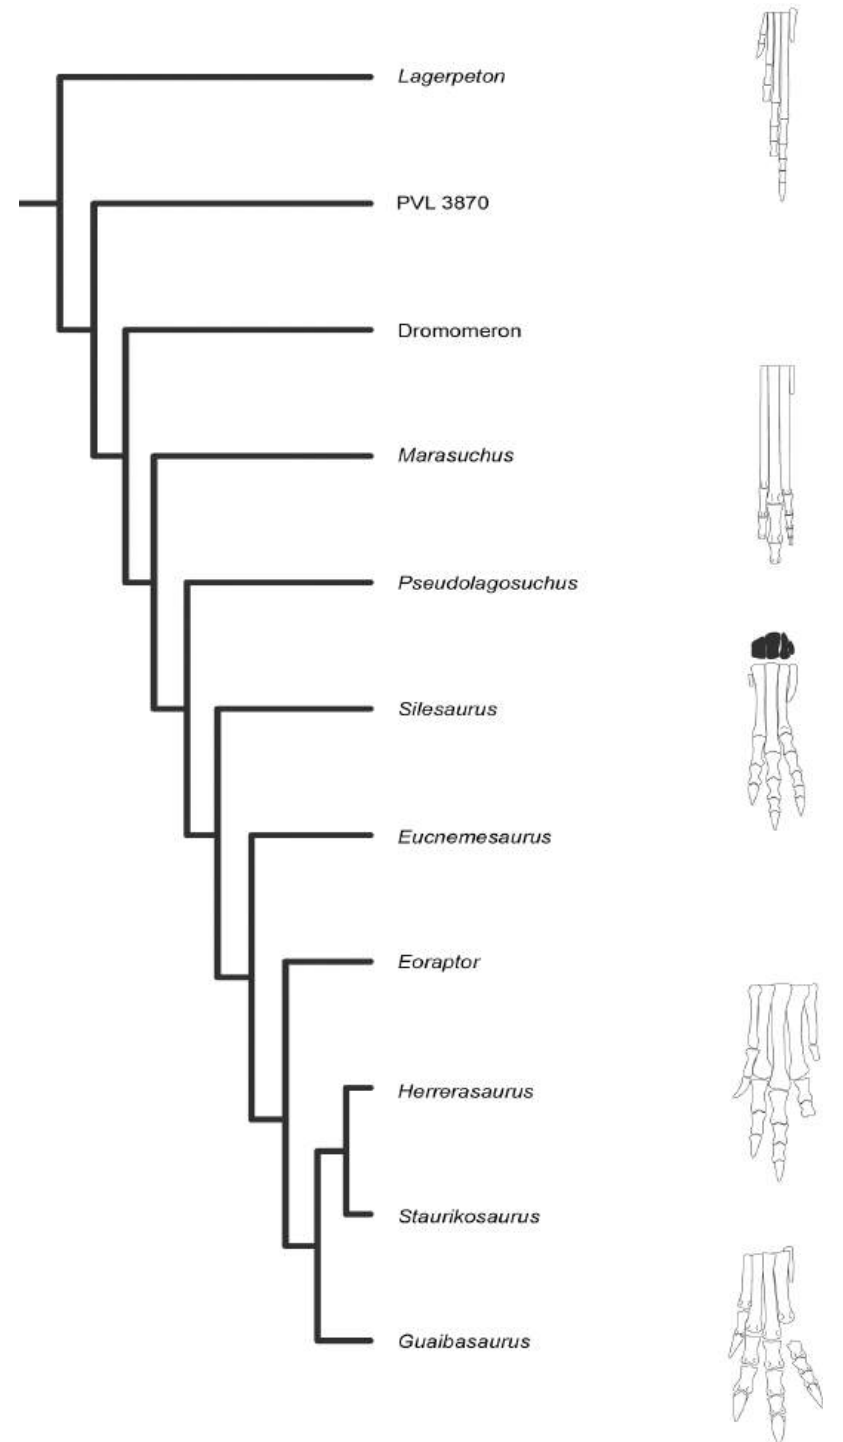 Lagerpeton
PVL 3870
Dromomeron
Marasuchus
Pseudolagosuchus
Silesaurus
Eucnemesaurus
Eoraptor
Herrerasaurus
Staurikosaurus
Guaibasaurus